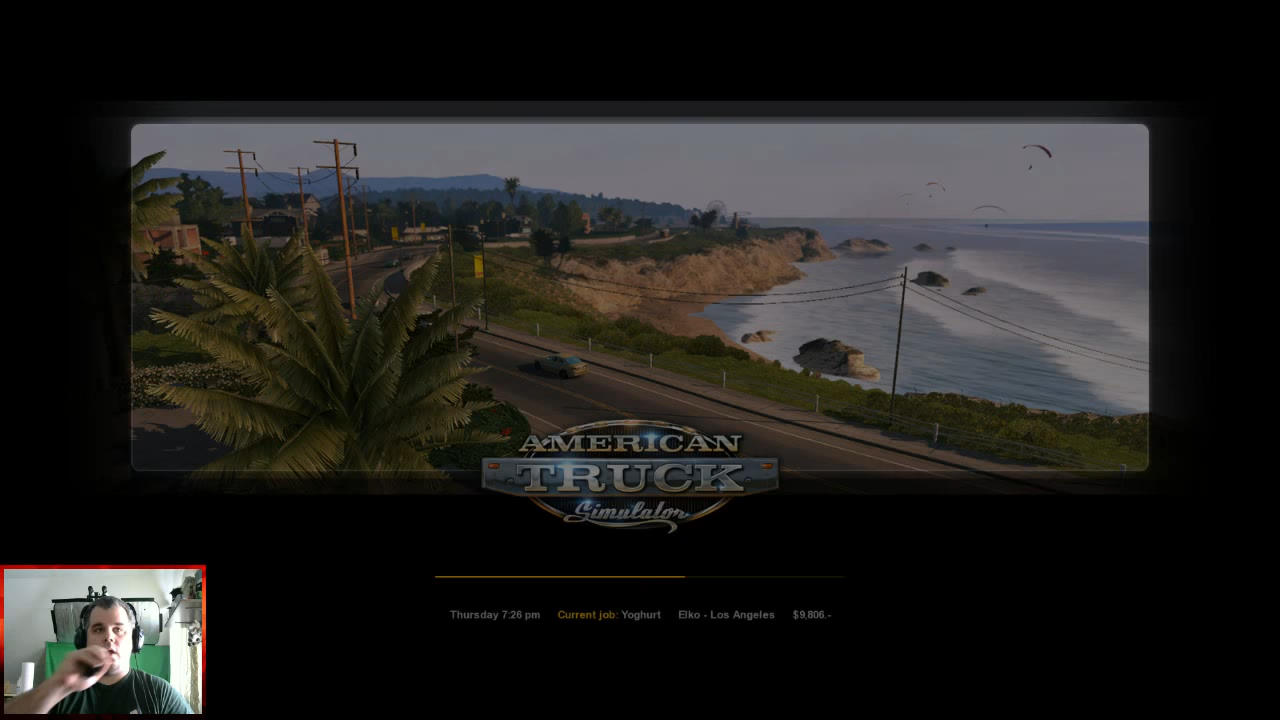 AMERICAN
TRUCK
Simulator
Thursday 7:26 pm Current job: Yoghurt Elko - Los Angeles $9,806.-